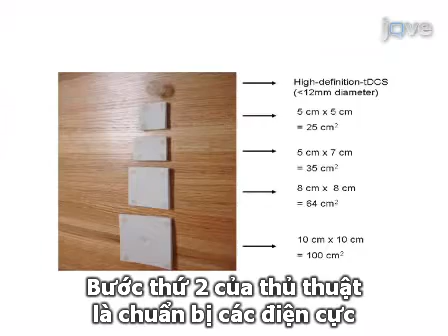 jove
High-definition-tDCS
(<12mm diameter)
5 cm x 5 cm
= 25 cm²
5 cm x 7 cm
= 35 cm²
8 cm x 8 cm
= 64 cm²
10 cm x 10 cm
= 100 cm²
Bước thứ 2 của thủ thuật
là chuẩn bị các điện cực